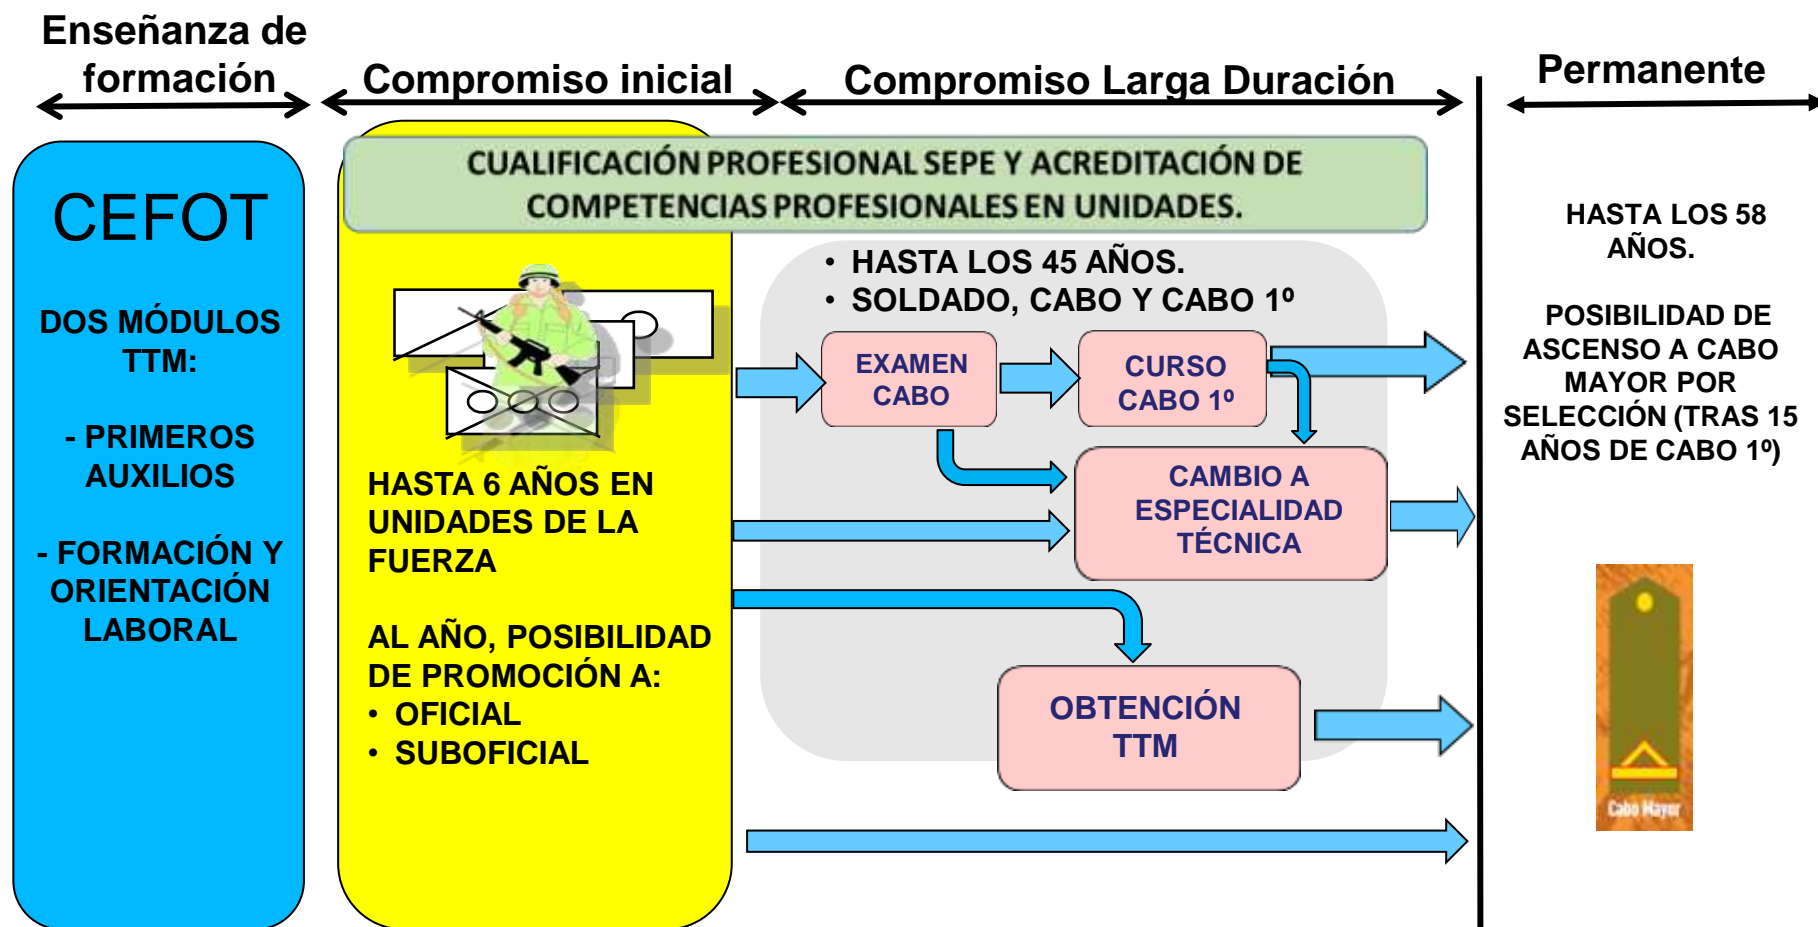 Enseñanza de
formación
Compromiso inicial
Compromiso Larga Duración
Permanente
CEFOT
DOS MÓDULOS
TTM:
- PRIMEROS
AUXILIOS
- FORMACIÓN Y
ORIENTACIÓN
LABORAL
CUALIFICACIÓN PROFESIONAL SEPE Y ACREDITACIÓN DE
COMPETENCIAS PROFESIONALES EN UNIDADES.
HASTA 6 AÑOS EN
UNIDADES DE LA
FUERZA
AL AÑO, POSIBILIDAD
DE PROMOCIÓN A:
• OFICIAL
• SUBOFICIAL
• HASTA LOS 45 AÑOS.
• SOLDADO, CABO Y CABO 1º
EXAMEN
CABO
CURSO
CABO 1º
CAMBIO A
ESPECIALIDAD
TÉCNICA
OBTENCIÓN
TTM
HASTA LOS 58
AÑOS.
POSIBILIDAD DE
ASCENSO A CABO
MAYOR POR
SELECCIÓN (TRAS 15
AÑOS DE CABO 1º)
Cabo Mayor